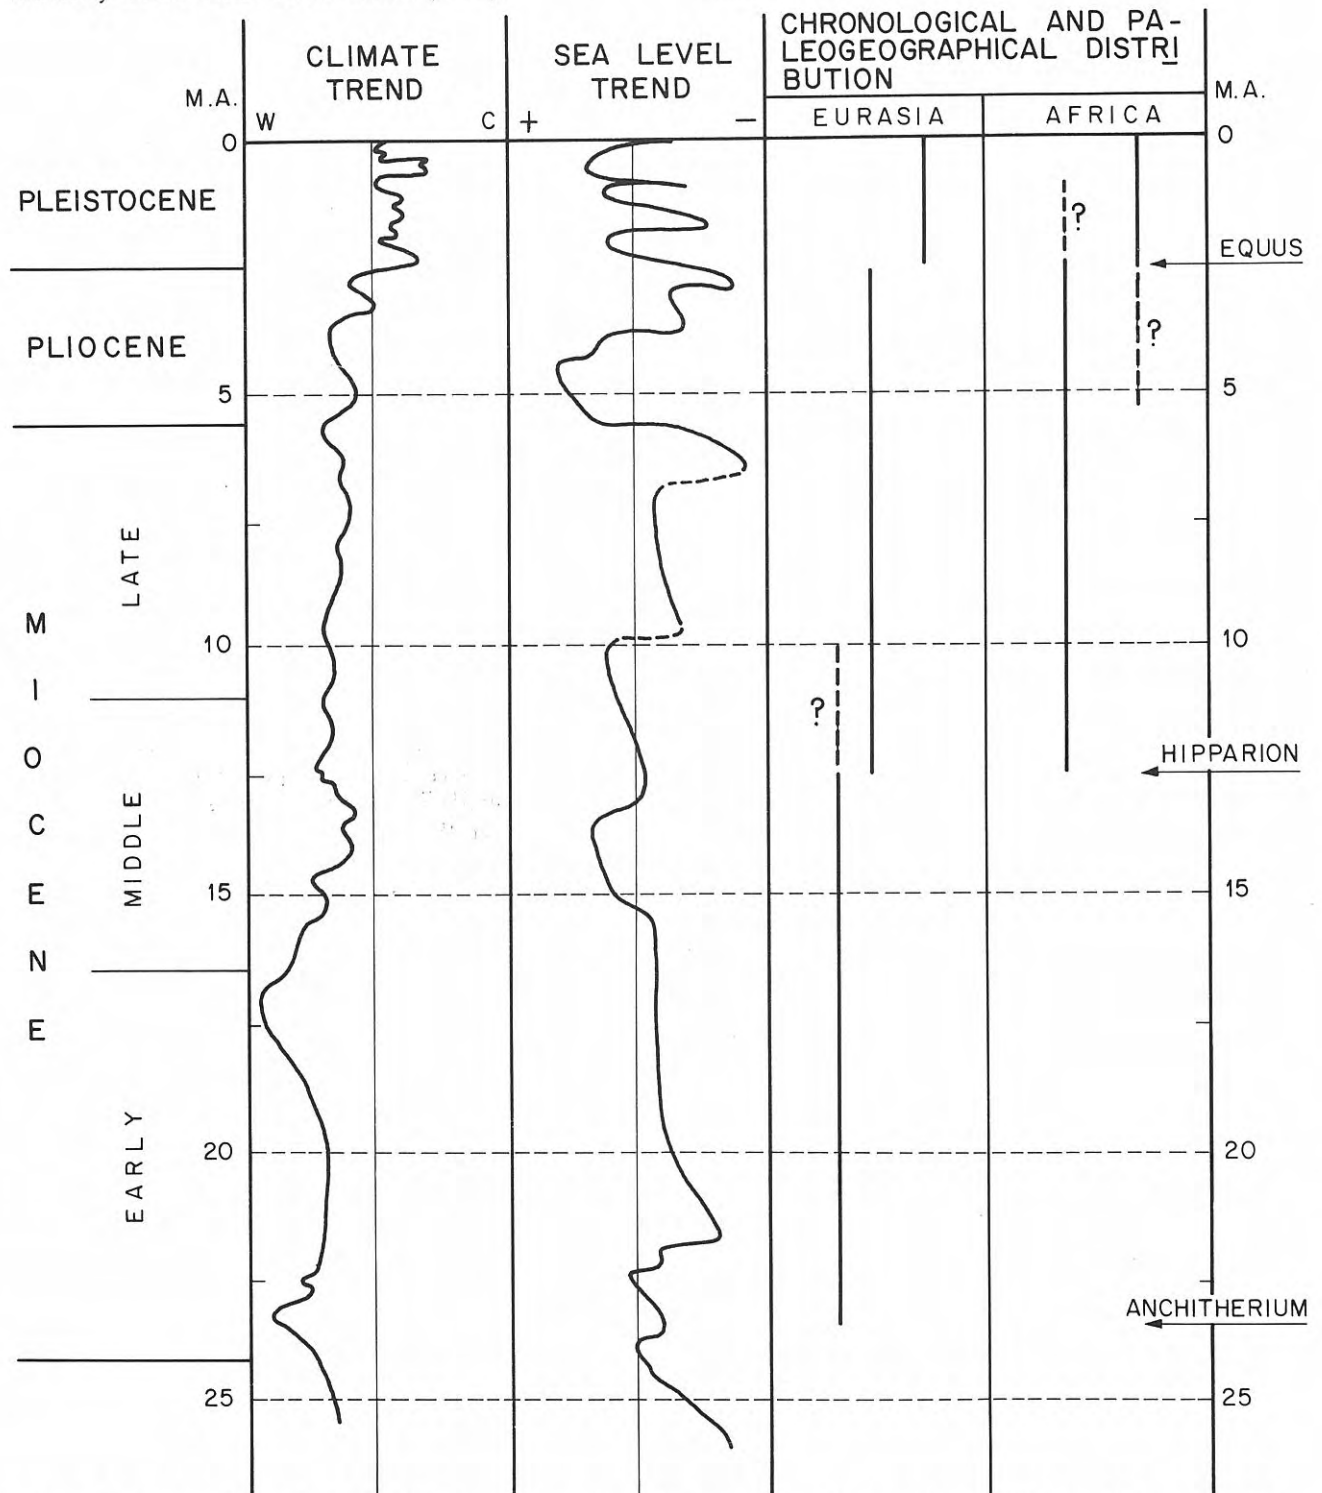 CLIMATE TREND
SEA LEVEL TREND
CHRONOLOGICAL AND PA-
LEOGEOGRAPHICAL DISTRI
BUTION
M.A.
W
C
+
−
EURASIA
AFRICA
M.A.
0
0
PLEISTOCENE
?
EQUUS
PLIOCENE
?
5
5
LATE
MIOCENE
10
10
?
HIPPARION
MIDDLE
15
15
EARLY
20
20
ANCHITHERIUM
25
25